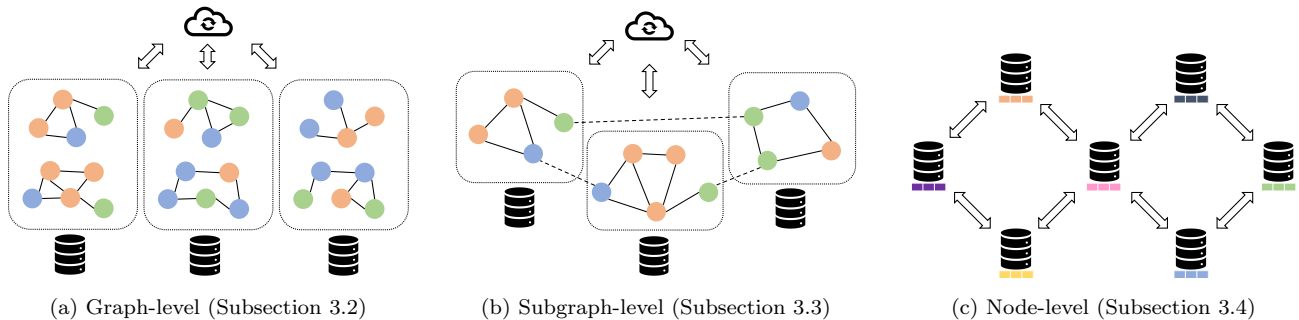 (a) Graph-level (Subsection 3.2)
(b) Subgraph-level (Subsection 3.3)
(c) Node-level (Subsection 3.4)